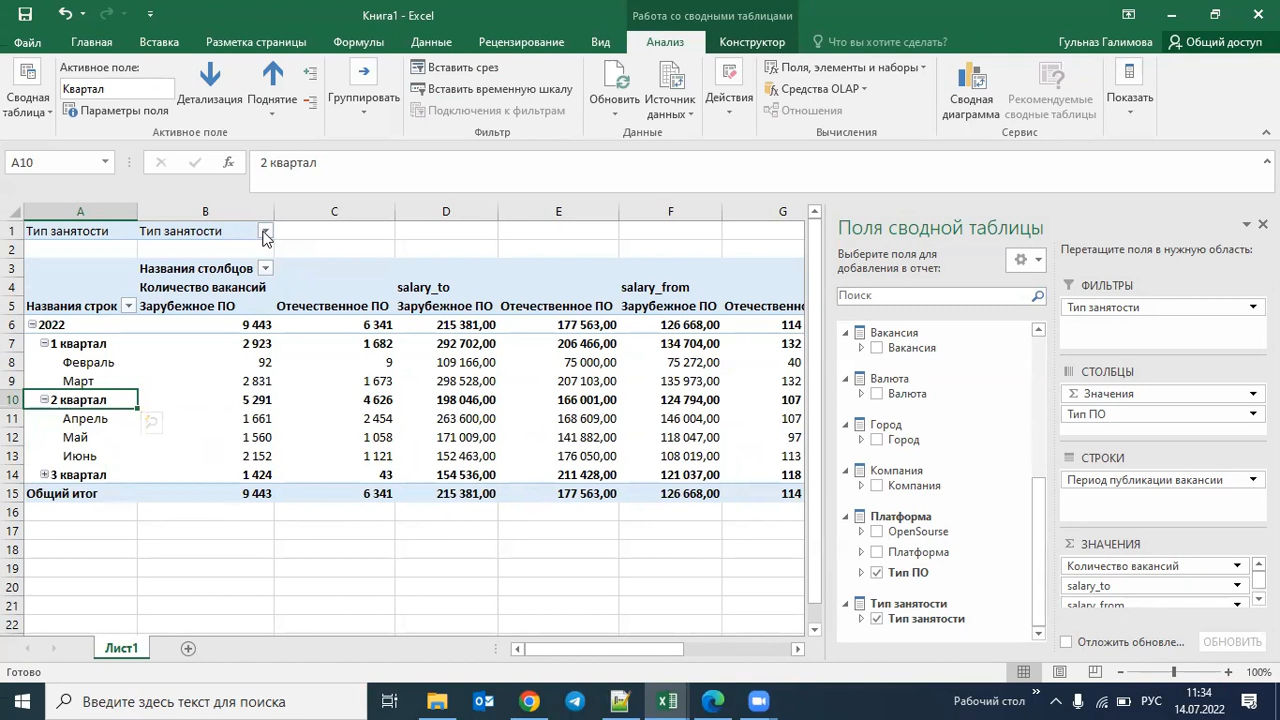 Книга1 - Excel
Работа со сводными таблицами
Файл Главная Вставка Разметка страницы Формулы Данные Рецензирование Вид Анализ Конструктор Что вы хотите сделать? Гульназ Галимова Общий доступ
Сводная таблица
Активное поле:
Квартал
Параметры поля
Детализация
Поднятие
Активное поле
Группировать
Вставить срез
Вставить временную шкалу
Подключения к фильтрам
Фильтр
Обновить
Источник данных
Данные
Действия
Поля, элементы и наборы
Средства OLAP
Отношения
Вычисления
Сводная диаграмма
Рекомендуемые сводные таблицы
Сервис
Показать
A10 fx 2 квартал
A B C D E F G
1 Тип занятости Тип занятости
2
3 Названия столбцов
4 Количество вакансий salary_to salary_from
5 Названия строк Зарубежное ПО Отечественное ПО Зарубежное ПО Отечественное ПО Зарубежное ПО Отечественно
6 2022 9 443 6 341 215 381,00 177 563,00 126 668,00 114
7 1 квартал 2 923 1 682 292 702,00 206 466,00 134 704,00 132
8 Февраль 92 9 109 166,00 75 000,00 75 272,00 40
9 Март 2 831 1 673 298 528,00 207 103,00 135 973,00 132
10 2 квартал 5 291 4 626 198 046,00 166 001,00 124 794,00 107
11 Апрель 1 661 2 454 263 600,00 168 609,00 146 004,00 107
12 Май 1 560 1 058 171 009,00 141 882,00 118 047,00 97
13 Июнь 2 152 1 121 152 463,00 176 050,00 108 019,00 113
14 3 квартал 1 424 43 154 536,00 211 428,00 121 037,00 118
15 Общий итог 9 443 6 341 215 381,00 177 563,00 126 668,00 114
16
17
18
19
20
21
22
Поля сводной таблицы
Выберите поля для добавления в отчет:
Поиск
Вакансия
Вакансия
Валюта
Валюта
Город
Город
Компания
Компания
Платформа
OpenSourse
Платформа
Тип ПО
Тип занятости
Тип занятости
Перетащите поля в нужную область:
ФИЛЬТРЫ
Тип занятости
СТОЛБЦЫ
Σ Значения
Тип ПО
СТРОКИ
Период публикации вакансии
Σ ЗНАЧЕНИЯ
Количество вакансий
salary_to
salary_from
Отложить обновле... ОБНОВИТЬ
Лист1
Готово
100%
Введите здесь текст для поиска
Рабочий стол
РУС
11:34
14.07.2022